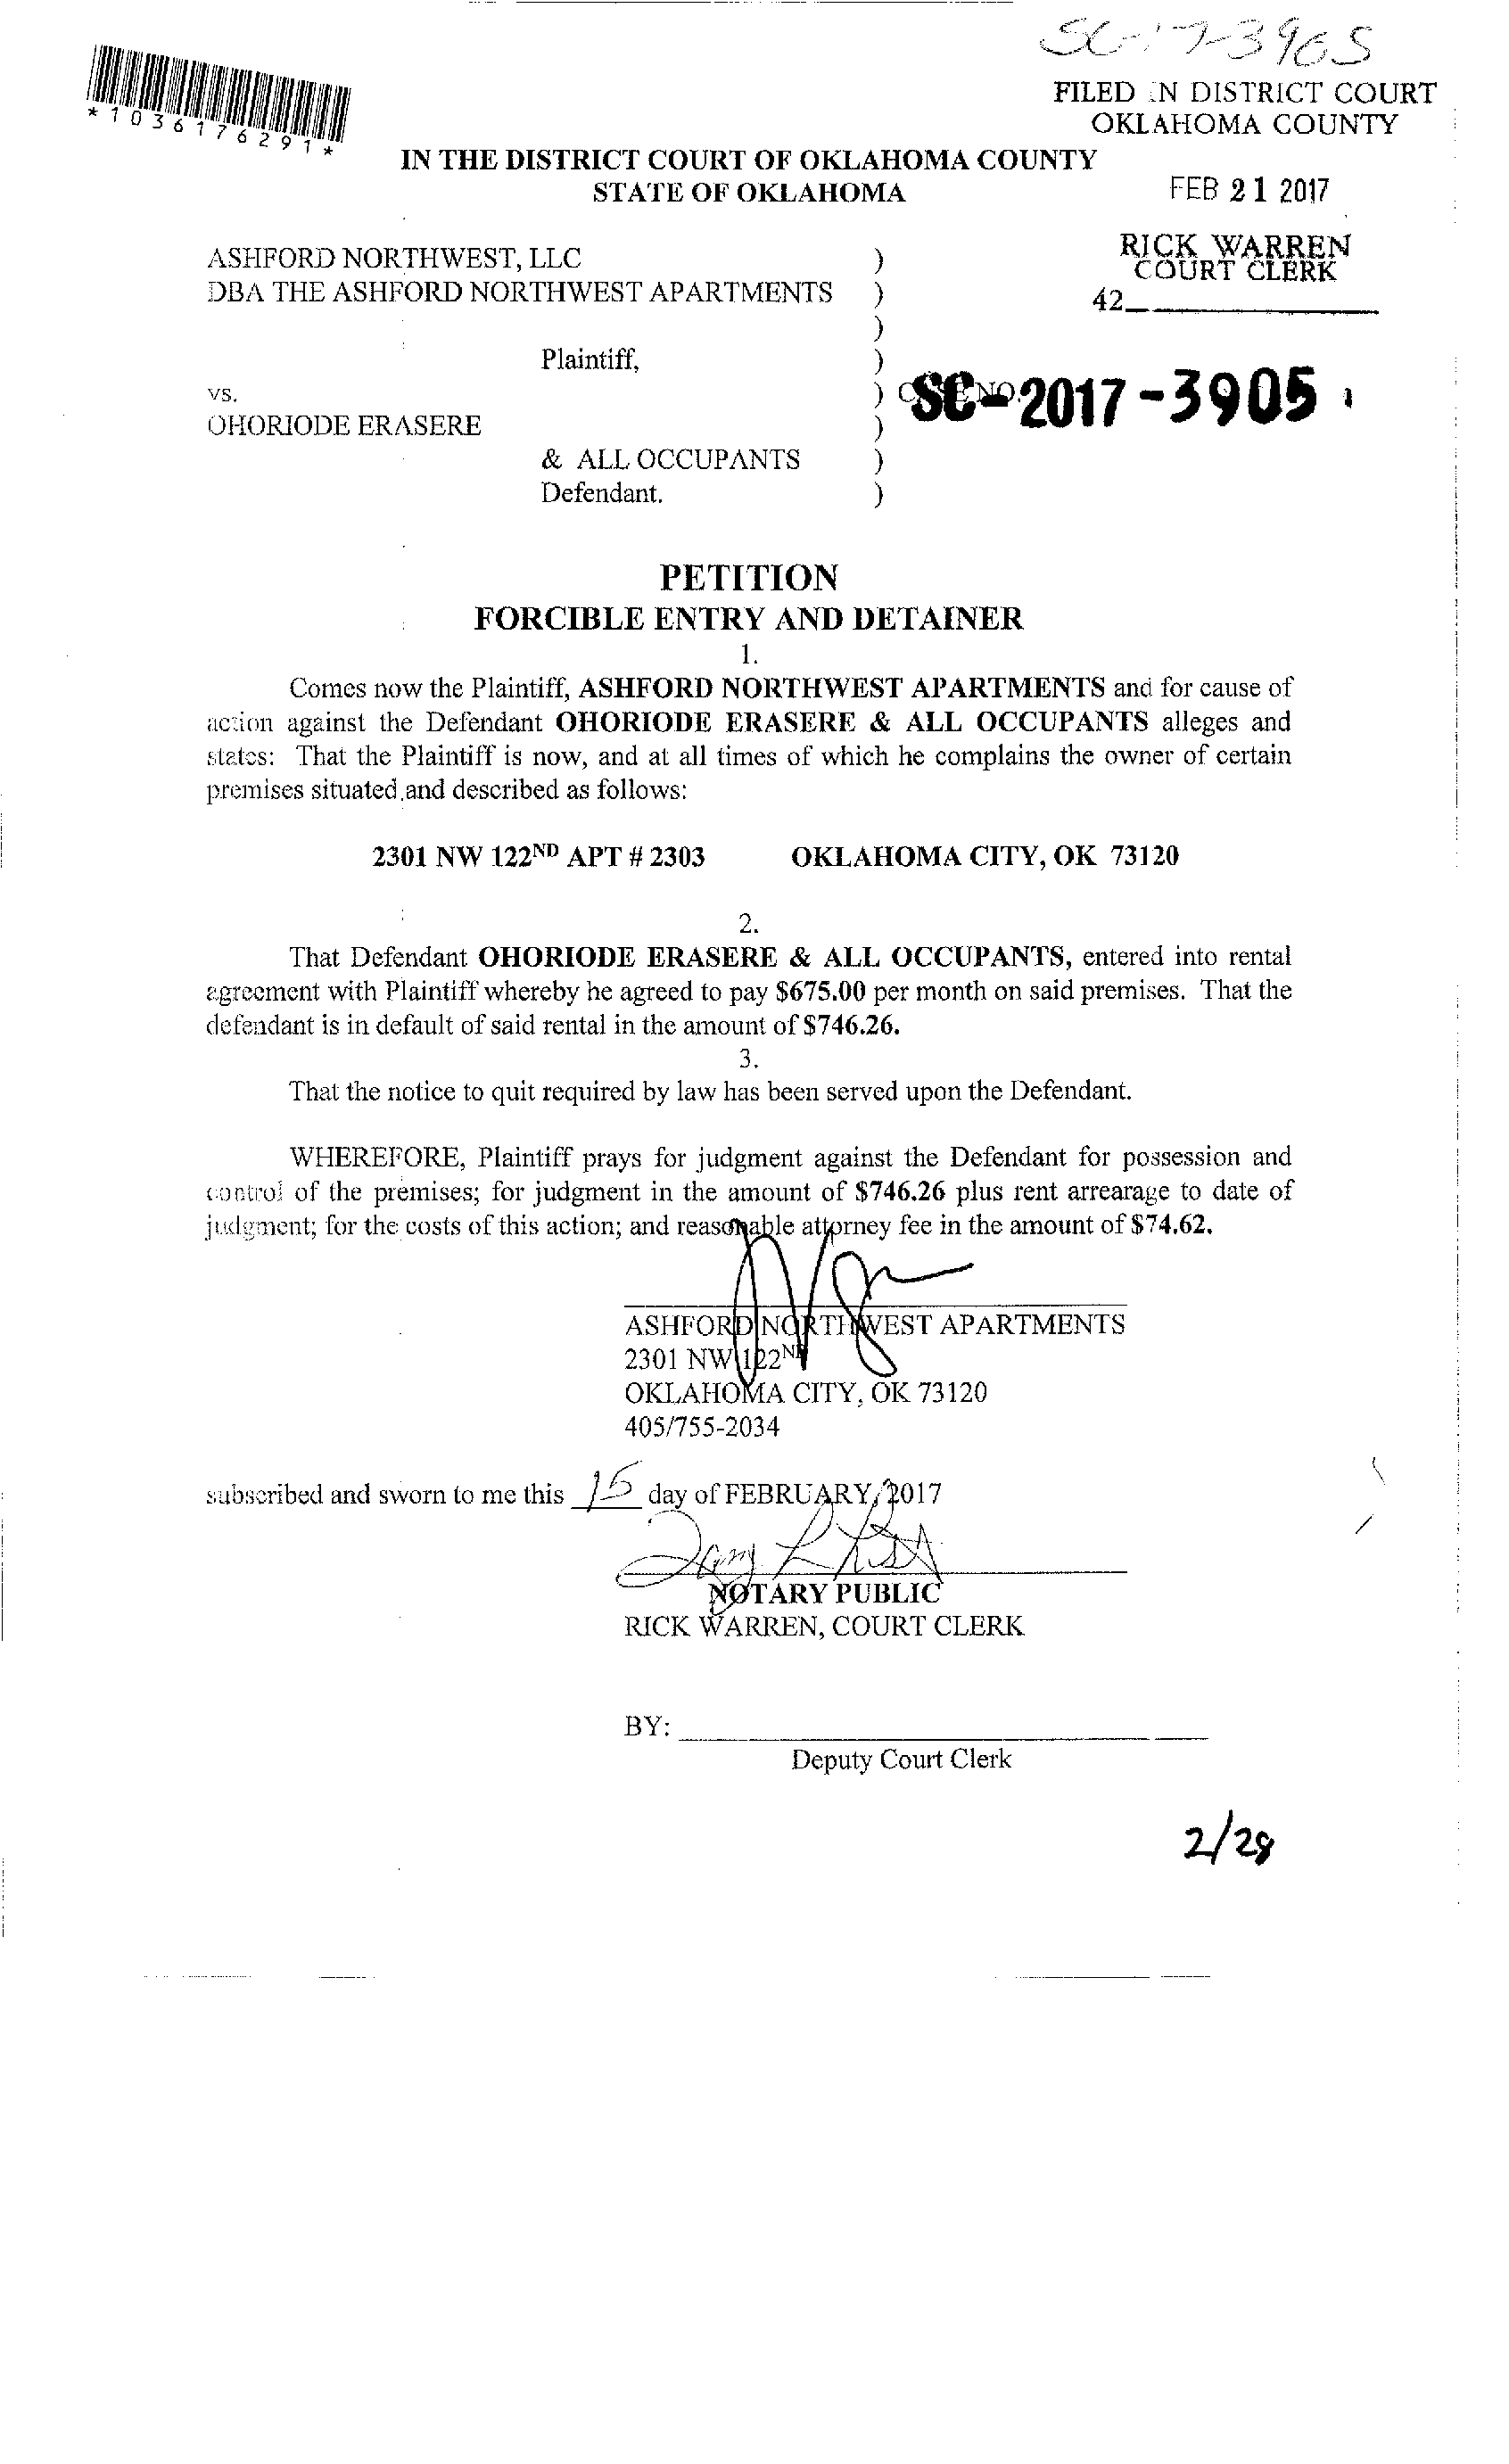 SC-17-3905
*1036176291*
FILED IN DISTRICT COURT
OKLAHOMA COUNTY
IN THE DISTRICT COURT OF OKLAHOMA COUNTY
STATE OF OKLAHOMA
FEB 21 2017
RICK WARREN
COURT CLERK
42
ASHFORD NORTHWEST, LLC )
DBA THE ASHFORD NORTHWEST APARTMENTS )
)
Plaintiff, )
vs. ) CASE NO. SC-2017-3905
OHORIODE ERASERE )
& ALL OCCUPANTS )
Defendant. )
PETITION
FORCIBLE ENTRY AND DETAINER
1.
Comes now the Plaintiff, ASHFORD NORTHWEST APARTMENTS and for cause of
action against the Defendant OHORIODE ERASERE & ALL OCCUPANTS alleges and
states: That the Plaintiff is now, and at all times of which he complains the owner of certain
premises situated and described as follows:
2301 NW 122ND APT # 2303 OKLAHOMA CITY, OK 73120
2.
That Defendant OHORIODE ERASERE & ALL OCCUPANTS, entered into rental
agreement with Plaintiff whereby he agreed to pay $675.00 per month on said premises. That the
defendant is in default of said rental in the amount of $746.26.
3.
That the notice to quit required by law has been served upon the Defendant.
WHEREFORE, Plaintiff prays for judgment against the Defendant for possession and
control of the premises; for judgment in the amount of $746.26 plus rent arrearage to date of
judgment; for the costs of this action; and reasonable attorney fee in the amount of $74.62.
ASHFORD NORTHWEST APARTMENTS
2301 NW 122ND
OKLAHOMA CITY, OK 73120
405/755-2034
subscribed and sworn to me this 15 day of FEBRUARY, 2017
NOTARY PUBLIC
RICK WARREN, COURT CLERK
BY:
Deputy Court Clerk
2/28